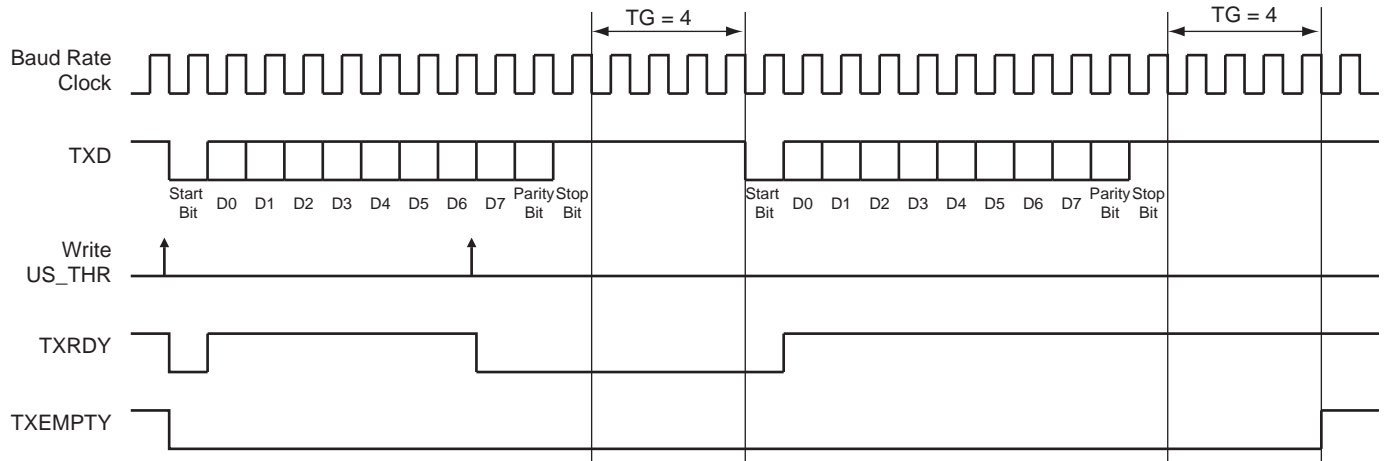 TG = 4
TG = 4
Baud Rate
Clock
TXD
Start
Bit
D0
D1
D2
D3
D4
D5
D6
D7
Parity
Bit
Stop
Bit
Start
Bit
D0
D1
D2
D3
D4
D5
D6
D7
Parity
Bit
Stop
Bit
Write
US_THR
TXRDY
TXEMPTY